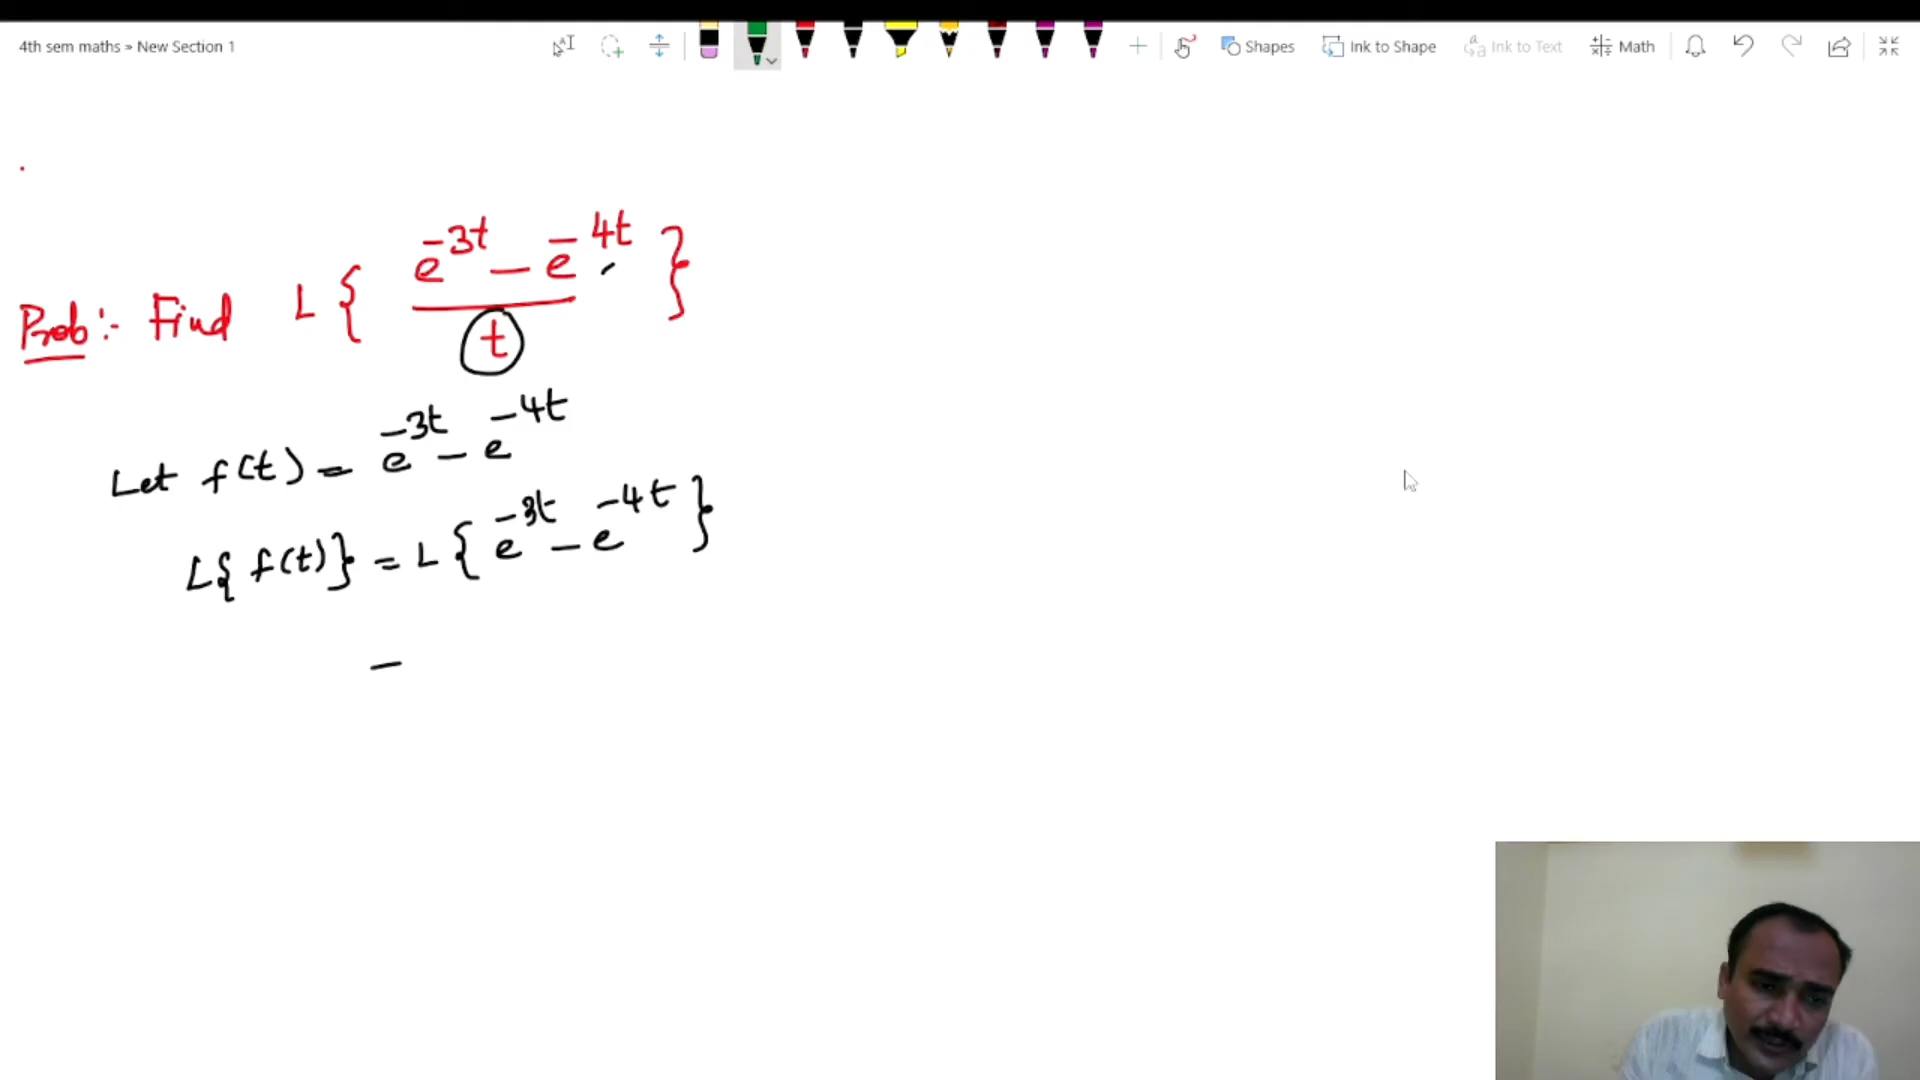 4th sem maths » New Section 1
Shapes Ink to Shape Ink to Text Math
Prob:- Find L{ (e^{-3t} - e^{-4t}) / t }
Let f(t) = e^{-3t} - e^{-4t}
L{f(t)} = L{ e^{-3t} - e^{-4t} }
–